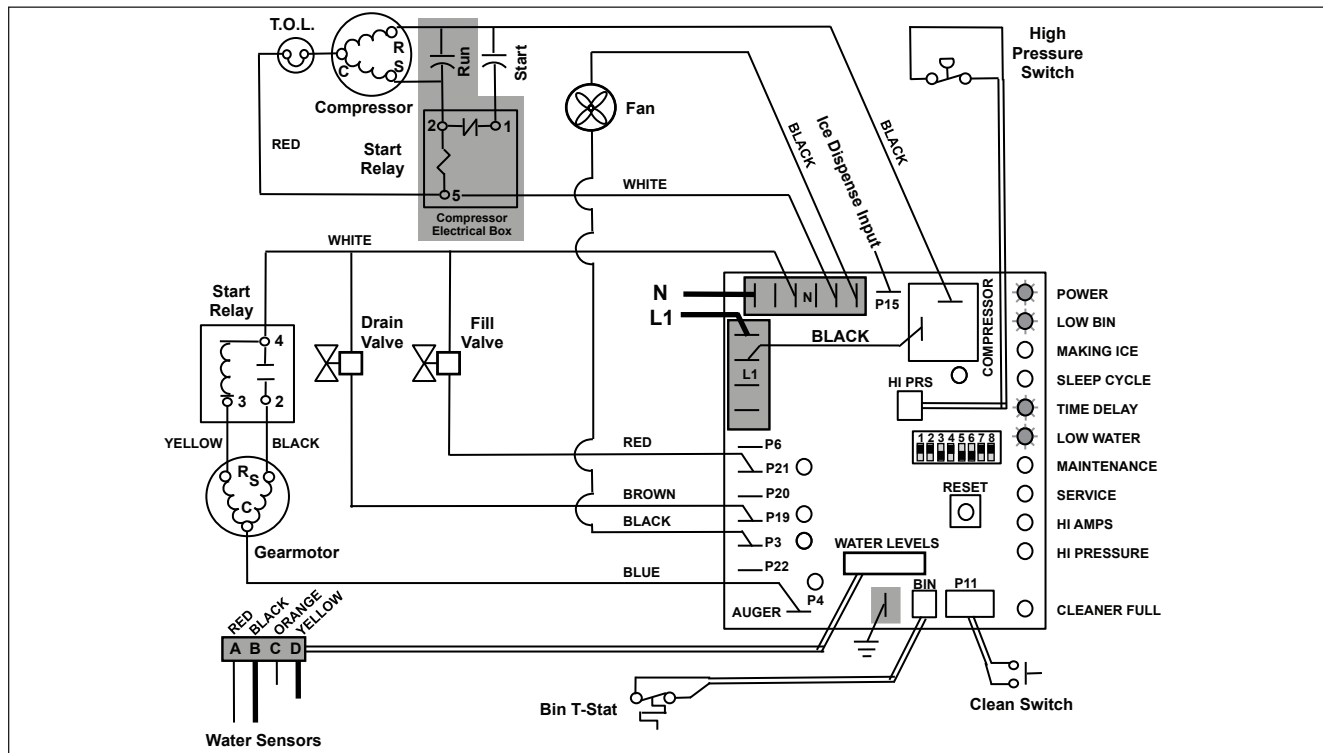 T.O.L.
R
S
C
Compressor
Run
Start
High
Pressure
Switch
Fan
2
1
Start
Relay
5
Compressor
Electrical Box
RED
BLACK
Ice Dispense Input
BLACK
WHITE
WHITE
N
L1
N
P15
COMPRESSOR
POWER
LOW BIN
MAKING ICE
SLEEP CYCLE
TIME DELAY
LOW WATER
MAINTENANCE
SERVICE
HI AMPS
HI PRESSURE
CLEANER FULL
Start
Relay
4
3
2
Drain
Valve
Fill
Valve
BLACK
L1
HI PRS
1 2 3 4 5 6 7 8
YELLOW
BLACK
RED
P6
P21
P20
BROWN
P19
BLACK
P3
P22
RESET
R
S
C
Gearmotor
WATER LEVELS
BLUE
P4
AUGER
BIN
P11
RED
BLACK
ORANGE
YELLOW
A B C D
Water Sensors
Bin T-Stat
Clean Switch